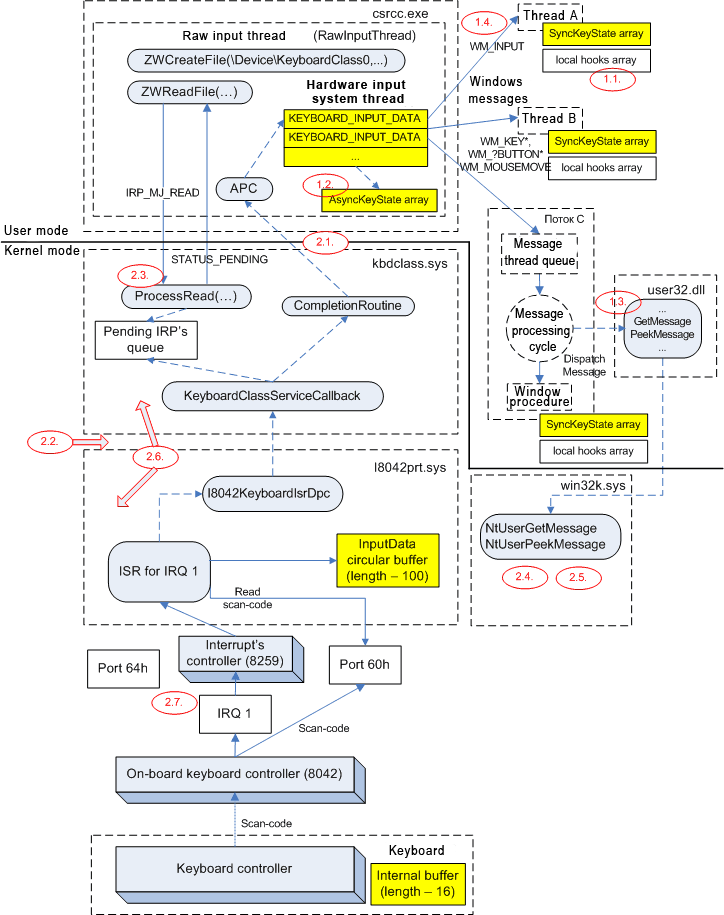 csrcc.exe
Raw input thread
(RawInputThread)
ZWCreateFile(\Device\KeyboardClass0,...)
ZWReadFile(...)
Hardware input
system thread
KEYBOARD_INPUT_DATA
KEYBOARD_INPUT_DATA
...
1.2.
AsyncKeyState array
APC
IRP_MJ_READ
1.4.
WM_INPUT
Thread A
SyncKeyState array
local hooks array
1.1.
Windows
messages
Thread B
SyncKeyState array
local hooks array
WM_KEY*,
WM_?BUTTON*
WM_MOUSEMOVE
User mode
Kernel mode
2.1.
STATUS_PENDING
kbdclass.sys
2.3.
ProcessRead(...)
Pending IRP's
queue
CompletionRoutine
KeyboardClassServiceCallback
Поток C
Message
thread queue
Message
processing
cycle
Dispatch
Message
Window
procedure
SyncKeyState array
local hooks array
user32.dll
1.3.
...
GetMessage
PeekMessage
...
2.2.
2.6.
I8042prt.sys
I8042KeyboardIsrDpc
ISR for IRQ 1
InputData
circular buffer
(length – 100)
Read
scan-code
win32k.sys
NtUserGetMessage
NtUserPeekMessage
2.4.
2.5.
Port 64h
Interrupt's
controller (8259)
Port 60h
2.7.
IRQ 1
Scan-code
On-board keyboard controller (8042)
Scan-code
Keyboard
Keyboard controller
Internal buffer
(length – 16)